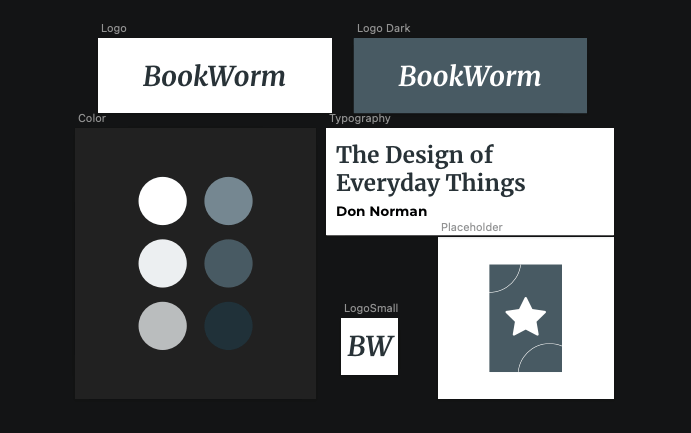 Logo
Logo Dark
BookWorm
BookWorm
Color
Typography
The Design of
Everyday Things
Don Norman
Placeholder
LogoSmall
BW